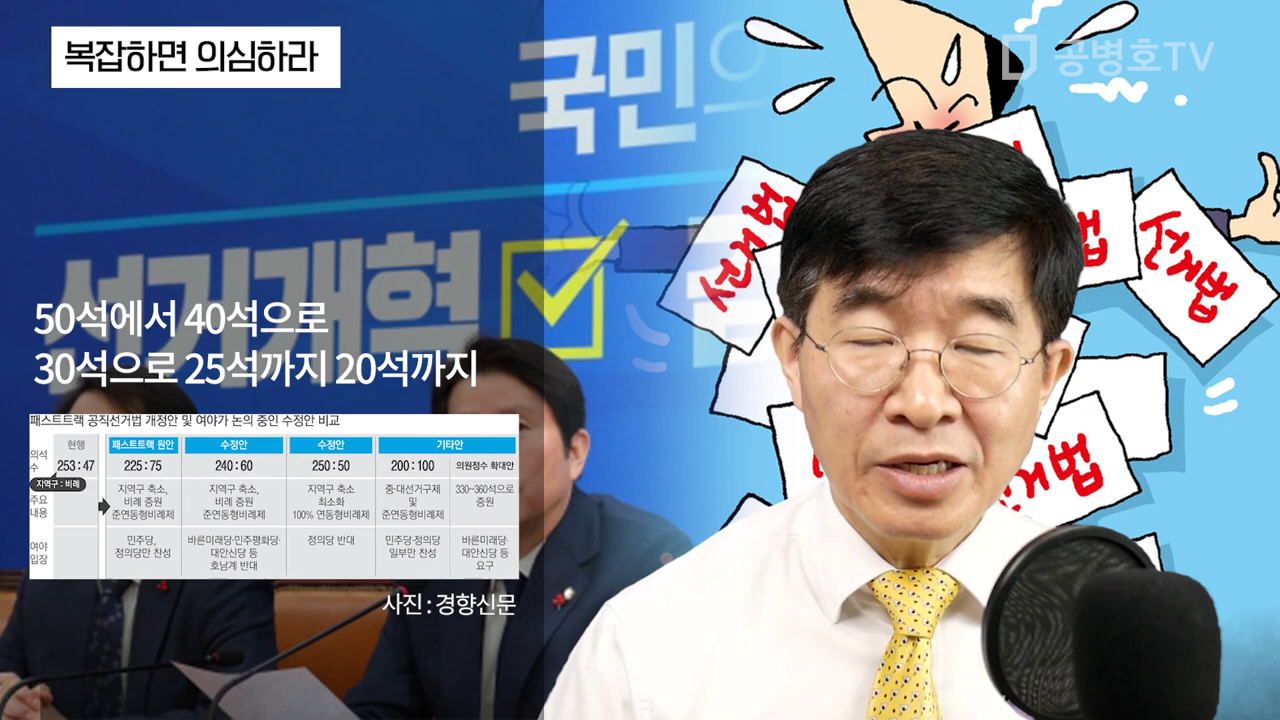 복잡하면 의심하라
공병호TV
국민으
선거개혁
선거법
선거법
선거법
50석에서 40석으로
30석으로 25석까지 20석까지
패스트트랙 공직선거법 개정안 및 여야가 논의 중인 수정안 비교
현행 패스트트랙 원안 수정안 수정안 기타안
의석수 253:47 225:75 240:60 250:50 200:100 의원정수 확대안
지역구 : 비례
주요 내용 지역구 축소, 비례 증원 준연동형비례제 지역구 축소, 비례 증원 준연동형비례제 지역구 축소 최소화 100% 연동형비례제 중·대선거구제 및 준연동형비례제 330~360석으로 증원
여야 입장 민주당, 정의당만 찬성 바른미래당·민주평화당·대안신당 등 호남계 반대 정의당 반대 민주당·정의당 일부만 찬성 바른미래당·대안신당 등 요구
사진 : 경향신문